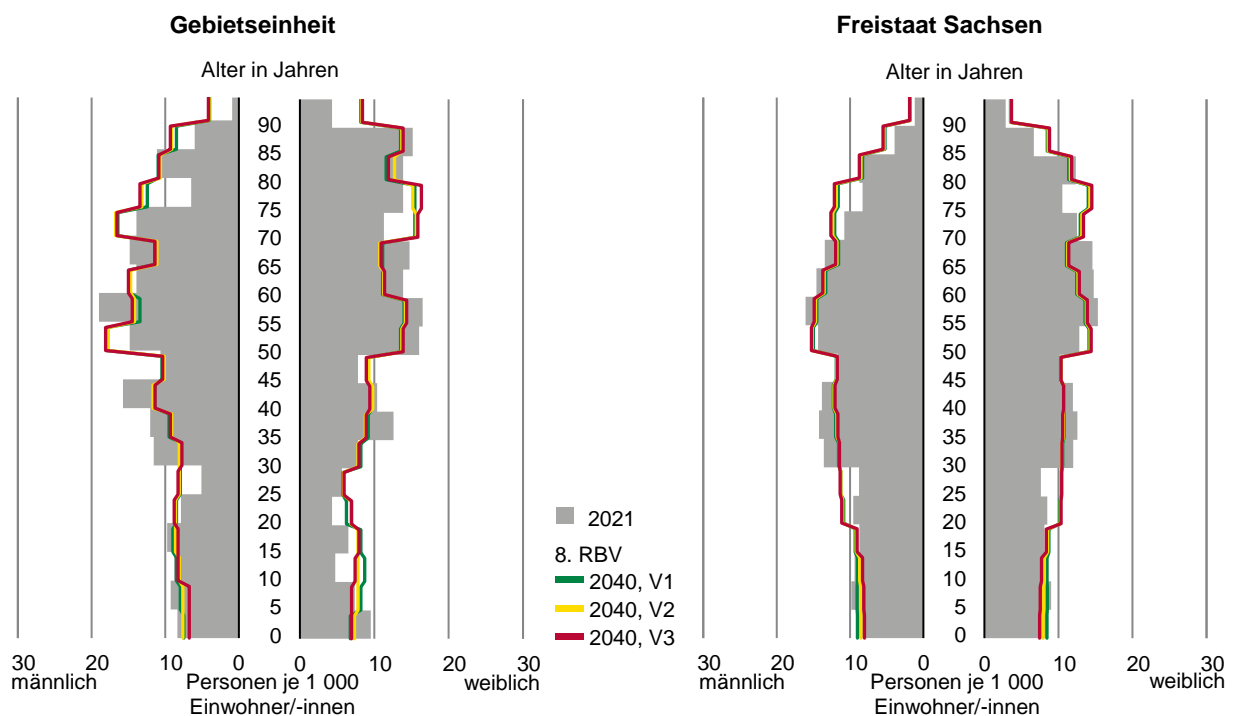 Gebietseinheit
Alter in Jahren
90
85
80
75
70
65
60
55
50
45
40
35
30
25
20
15
10
5
0
30 20 10 0 0 10 20 30
männlich Personen je 1 000 weiblich
Einwohner/-innen
2021
8. RBV
2040, V1
2040, V2
2040, V3
Freistaat Sachsen
Alter in Jahren
90
85
80
75
70
65
60
55
50
45
40
35
30
25
20
15
10
5
0
30 20 10 0 0 10 20 30
männlich Personen je 1 000 weiblich
Einwohner/-innen